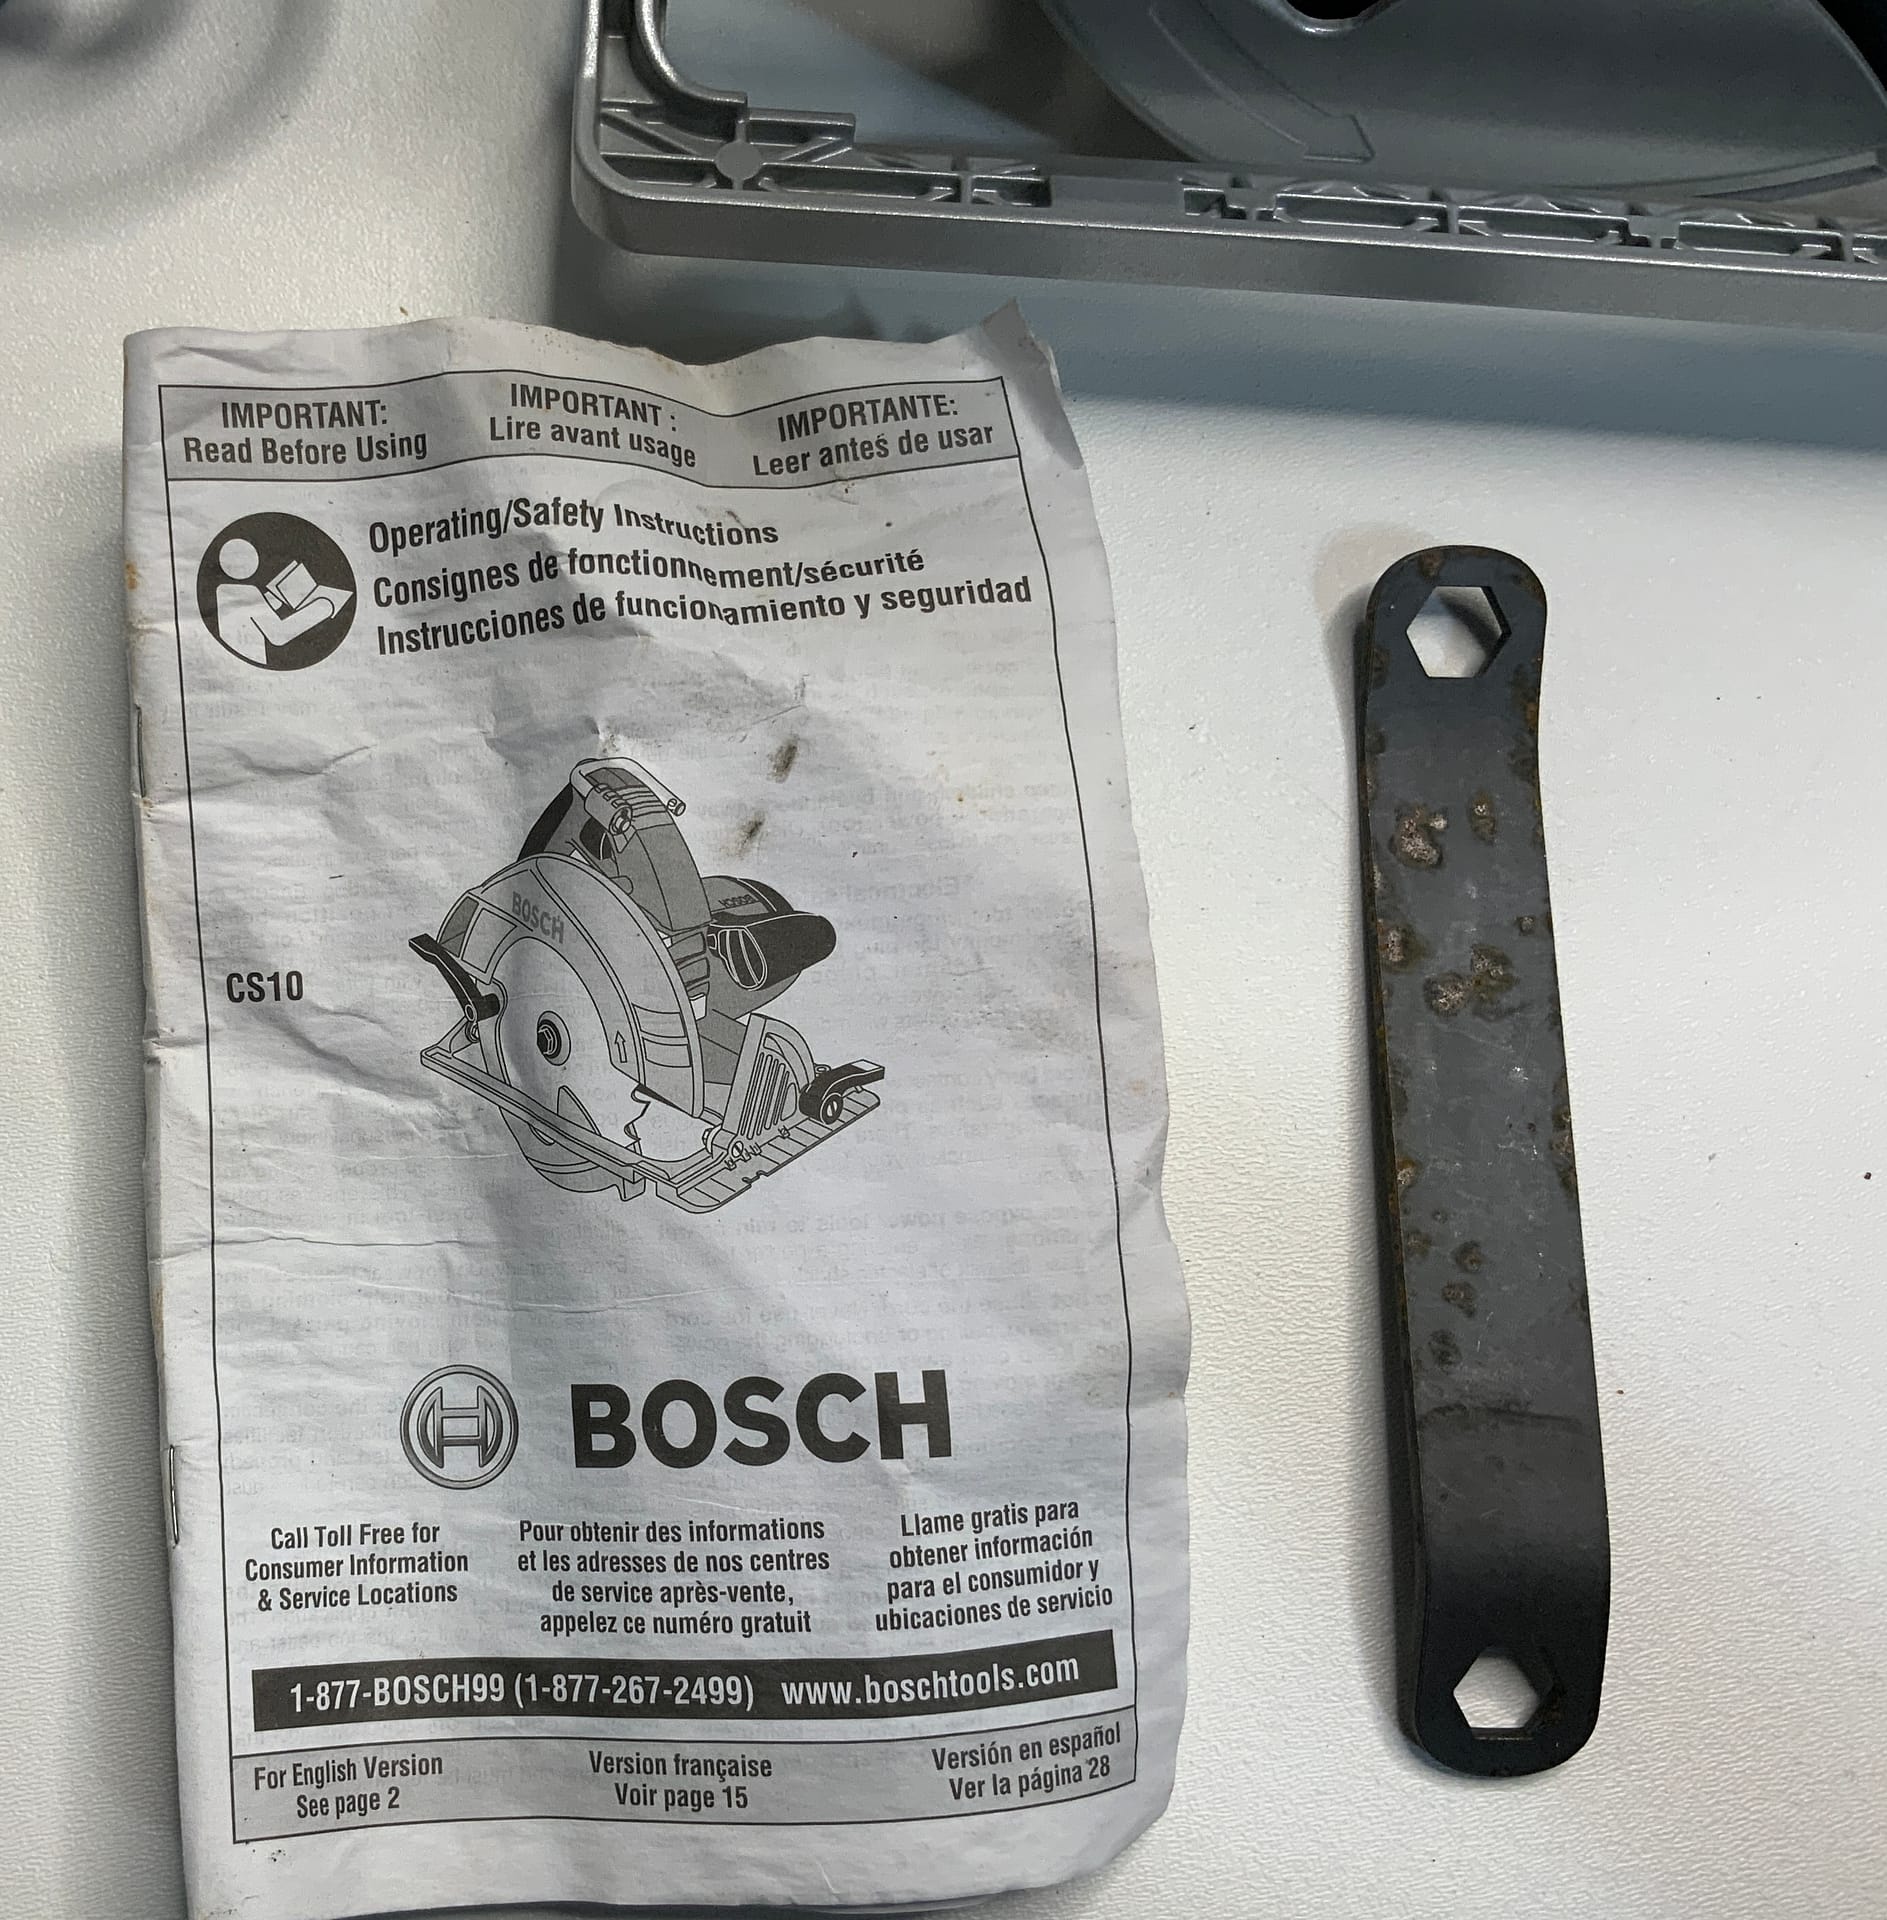 IMPORTANT:
Read Before Using
IMPORTANT :
Lire avant usage
IMPORTANTE:
Leer antes de usar
Operating/Safety Instructions
Consignes de fonctionnement/sécurité
Instrucciones de funcionamiento y seguridad
BOSCH
BOSCH
CS10
BOSCH
Call Toll Free for
Consumer Information
& Service Locations
Pour obtenir des informations
et les adresses de nos centres
de service après-vente,
appelez ce numéro gratuit
Llame gratis para
obtener información
para el consumidor y
ubicaciones de servicio
1-877-BOSCH99 (1-877-267-2499) www.boschtools.com
For English Version
See page 2
Version française
Voir page 15
Versión en español
Ver la página 28